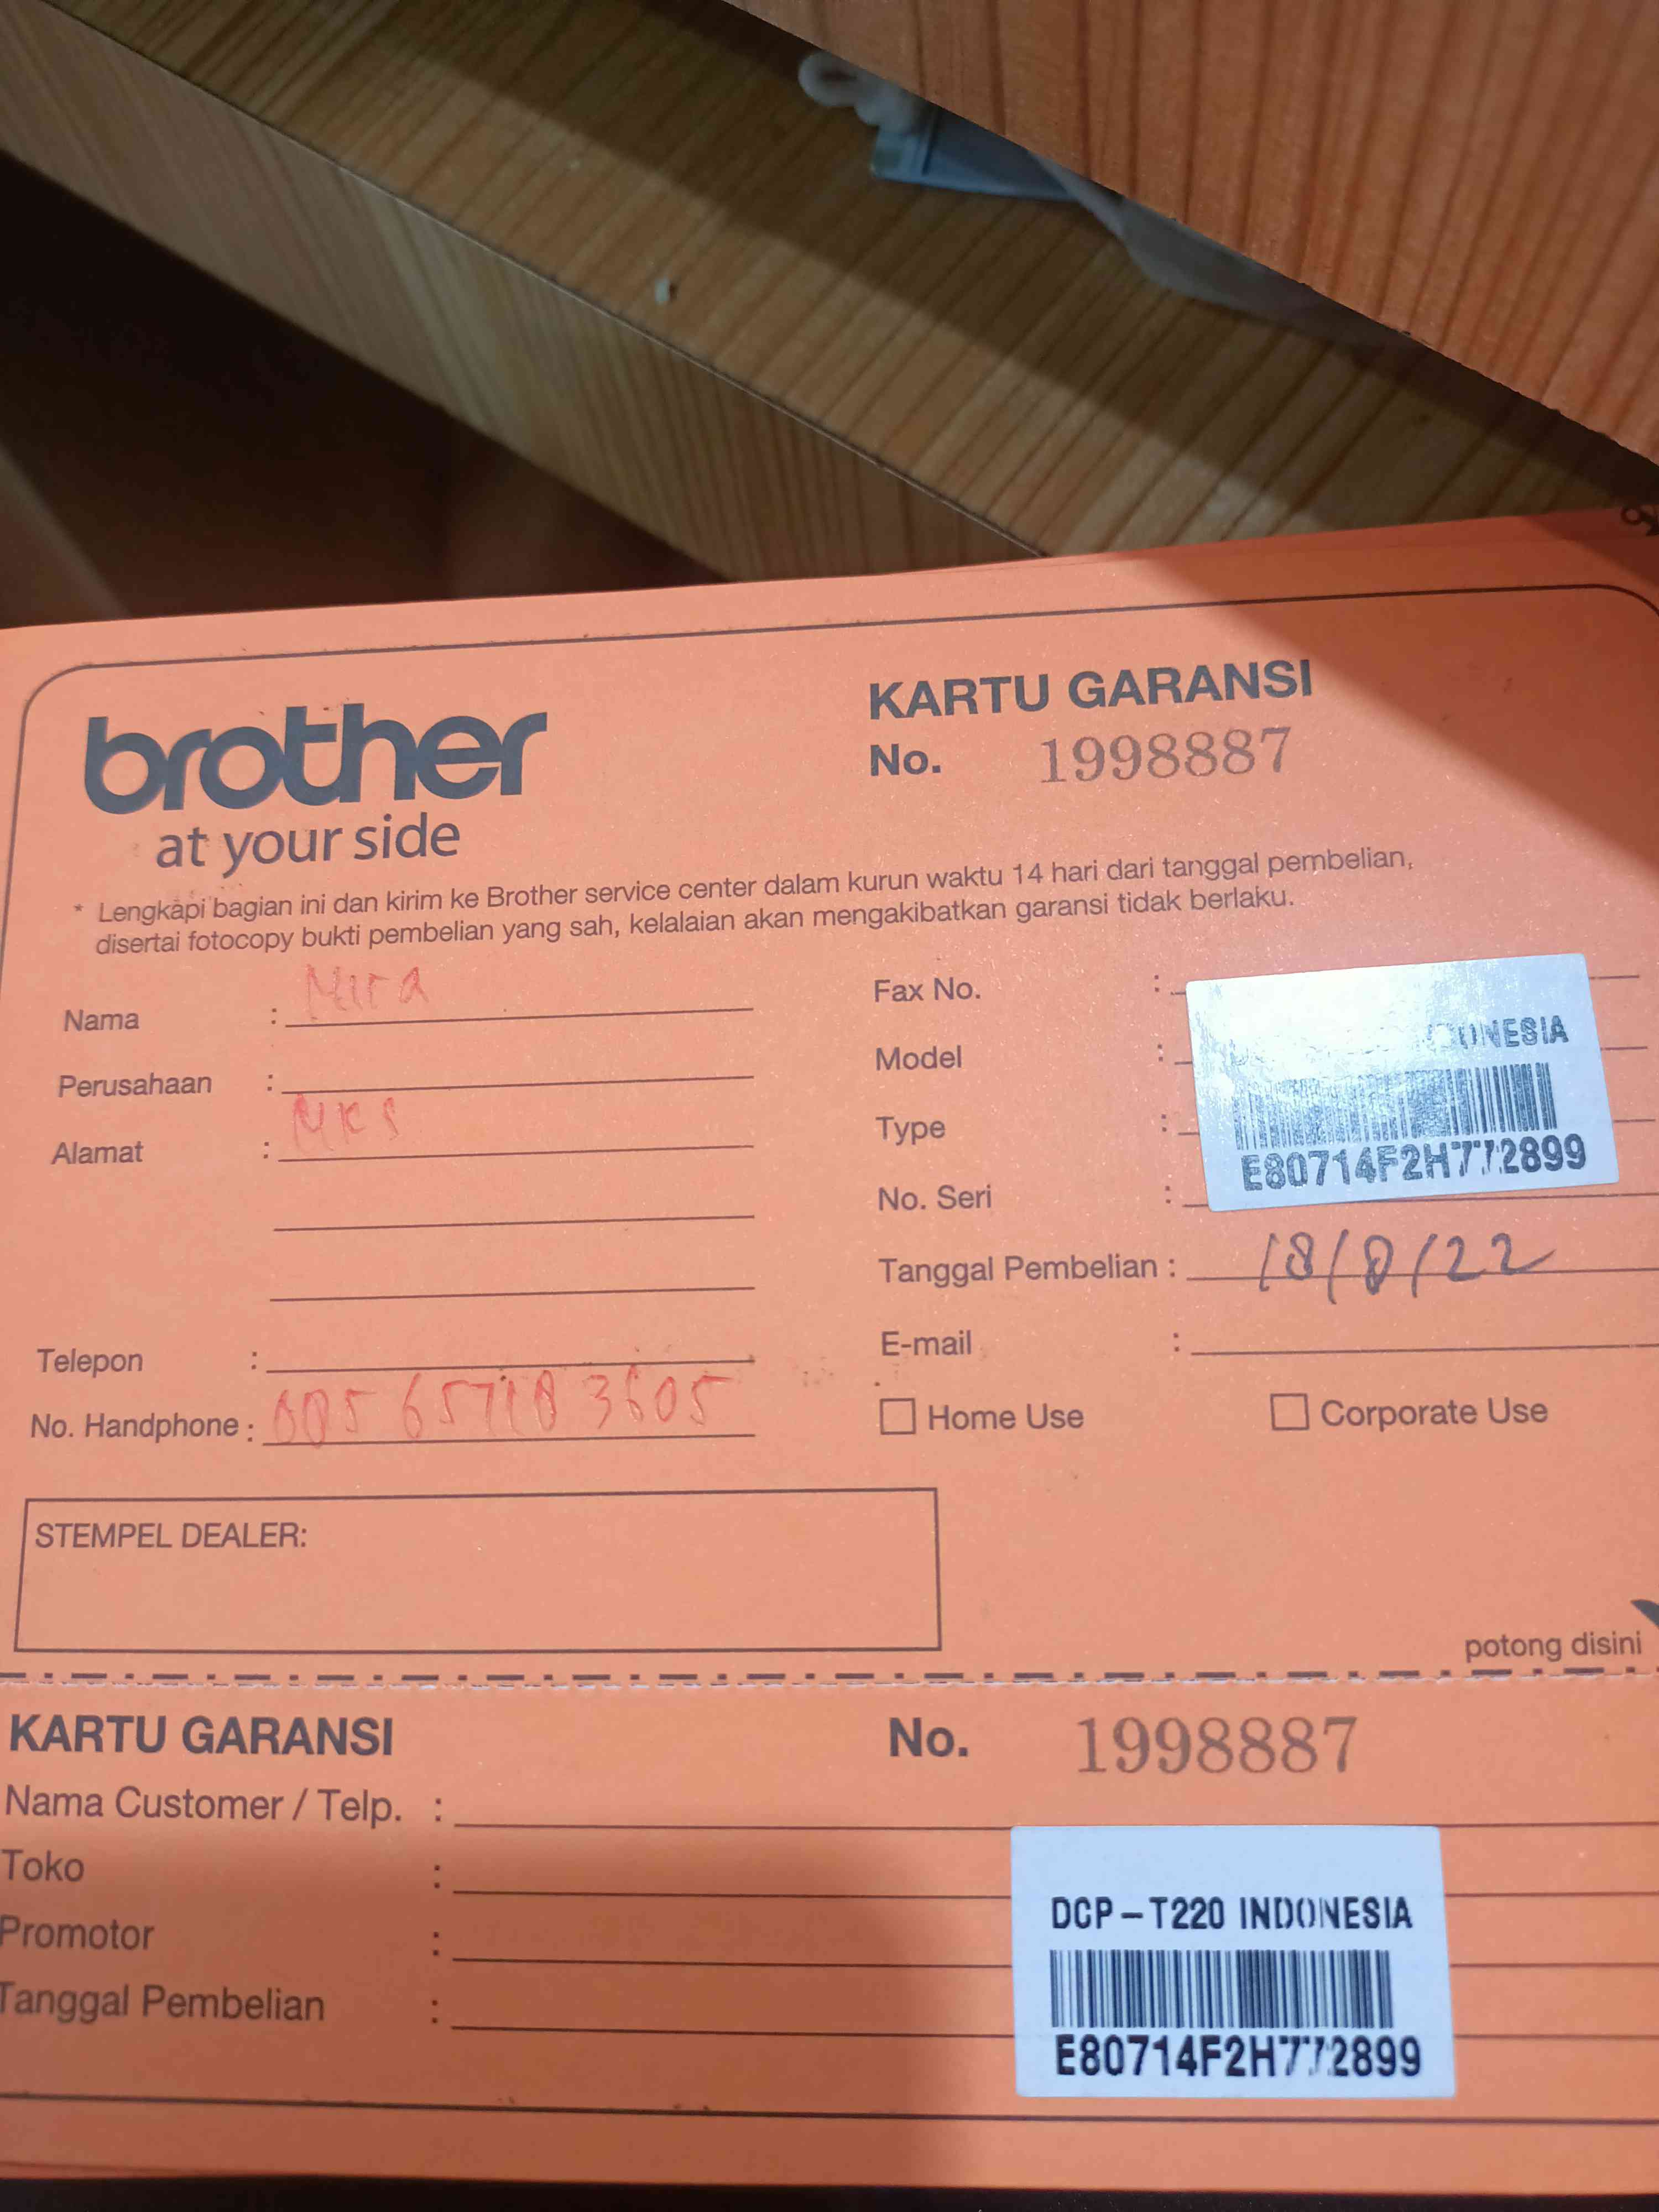 brother
at your side
KARTU GARANSI
No. 1998887
* Lengkapi bagian ini dan kirim ke Brother service center dalam kurun waktu 14 hari dari tanggal pembelian,
disertai fotocopy bukti pembelian yang sah, kelalaian akan mengakibatkan garansi tidak berlaku.
Nama : Mira
Perusahaan :
Alamat : MKS
Telepon :
No. Handphone :
Fax No. :
Model :
Type :
No. Seri :
INDONESIA
E80714F2H772899
Tanggal Pembelian : 18/8/22
E-mail :
Home Use
Corporate Use
STEMPEL DEALER:
potong disini
KARTU GARANSI
No. 1998887
Nama Customer / Telp. :
Toko :
Promotor :
Tanggal Pembelian :
DCP-T220 INDONESIA
E80714F2H772899